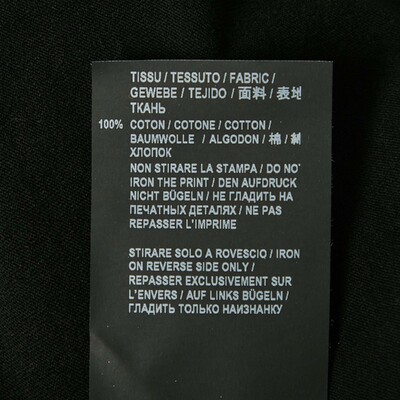 TISSU / TESSUTO / FABRIC /
GEWEBE / TEJIDO / 面料 / 表地
ТКАНЬ
100% COTON / COTONE / COTTON /
BAUMWOLLE / ALGODON / 棉 / 綿
ХЛОПОК
NON STIRARE LA STAMPA / DO NOT
IRON THE PRINT / DEN AUFDRUCK
NICHT BÜGELN / НЕ ГЛАДИТЬ НА
ПЕЧАТНЫХ ДЕТАЛЯХ / NE PAS
REPASSER L'IMPRIME
STIRARE SOLO A ROVESCIO / IRON
ON REVERSE SIDE ONLY /
REPASSER EXCLUSIVEMENT SUR
L'ENVERS / AUF LINKS BÜGELN /
ГЛАДИТЬ ТОЛЬКО НАИЗНАНКУ